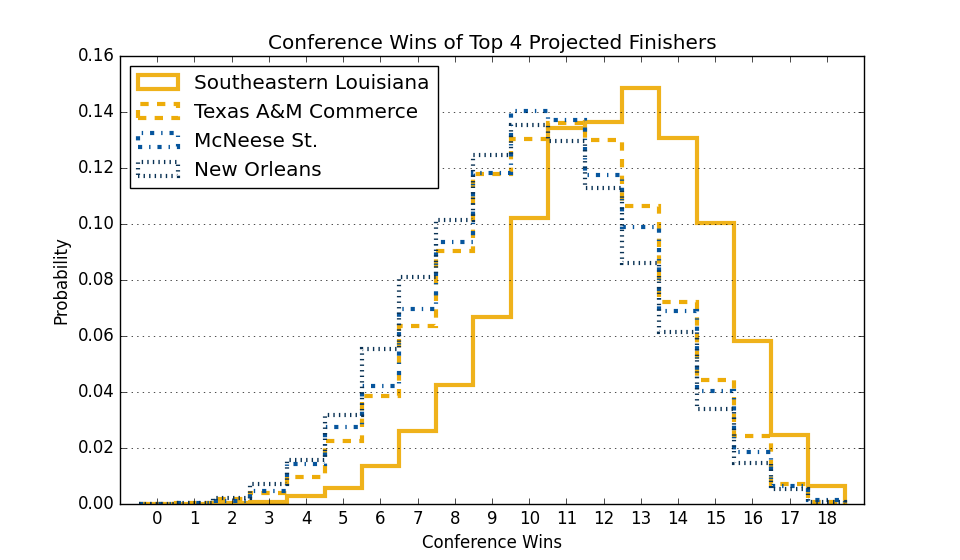 Conference Wins of Top 4 Projected Finishers
0.16
0.14
0.12
0.10
0.08
0.06
0.04
0.02
0.00
Probability
Southeastern Louisiana
Texas A&M Commerce
McNeese St.
New Orleans
0 1 2 3 4 5 6 7 8 9 10 11 12 13 14 15 16 17 18
Conference Wins